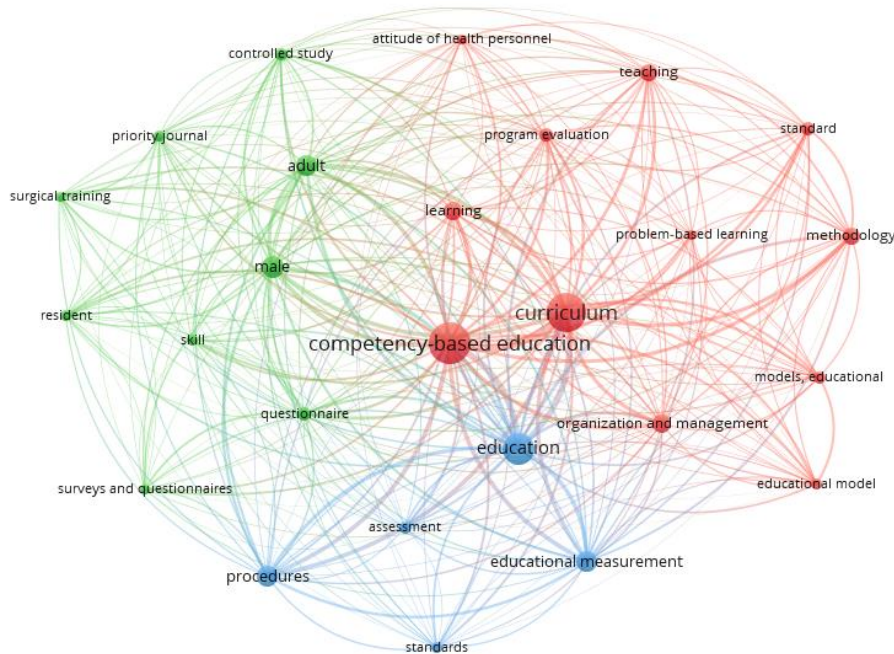 attitude of health personnel
controlled study
teaching
priority journal
program evaluation
standard
adult
surgical training
learning
problem-based learning
methodology
male
resident
curriculum
skill
competency-based education
models, educational
questionnaire
organization and management
education
surveys and questionnaires
educational model
assessment
procedures
educational measurement
standards